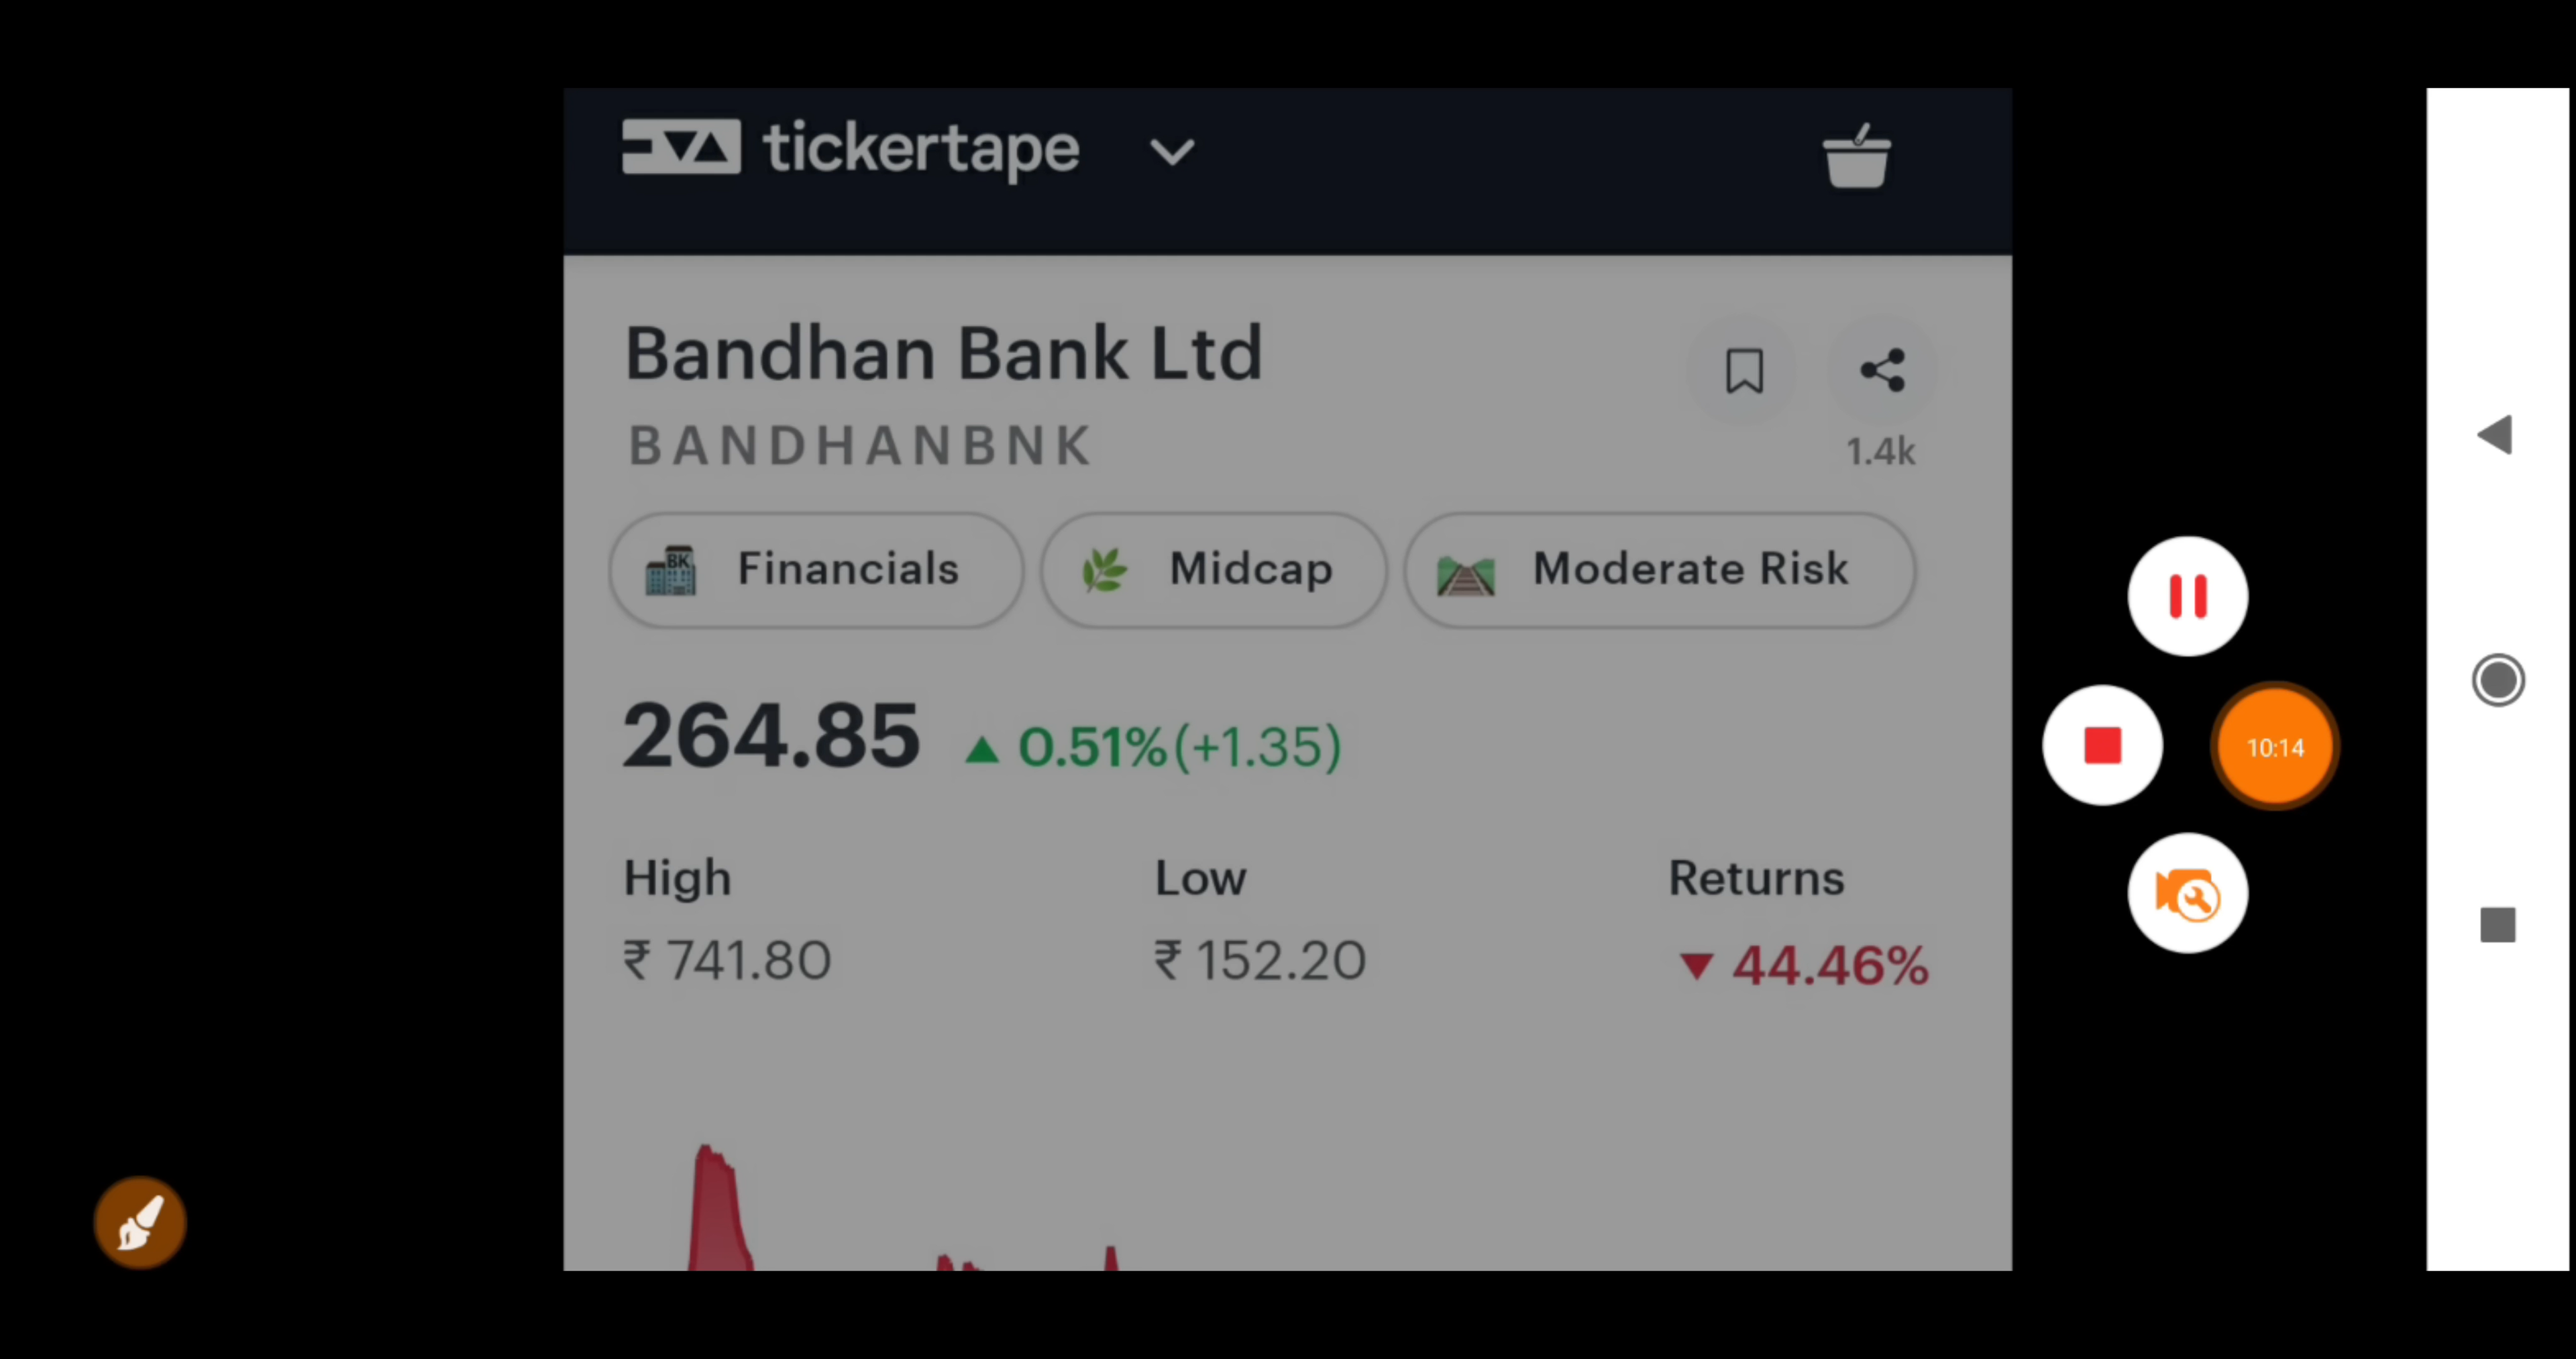 tickertape
Bandhan Bank Ltd
BANDHANBNK
1.4k
BK Financials
Midcap
Moderate Risk
264.85 ▲ 0.51% (+1.35)
High Low Returns
₹ 741.80 ₹ 152.20 ▼ 44.46%
10:14